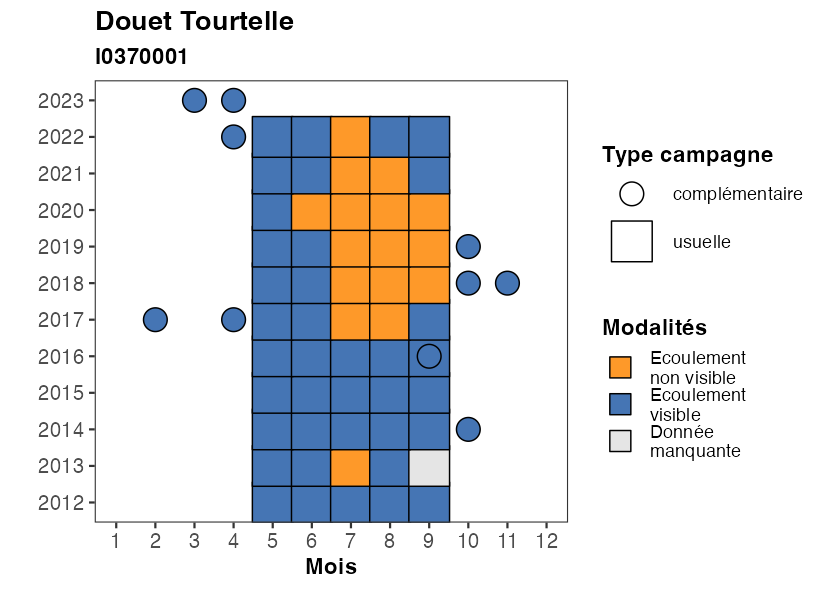 Douet Tourtelle
I0370001
2023
2022
2021
2020
2019
2018
2017
2016
2015
2014
2013
2012
1 2 3 4 5 6 7 8 9 10 11 12
Mois
Type campagne
complémentaire
usuelle
Modalités
Ecoulement
non visible
Ecoulement
visible
Donnée
manquante